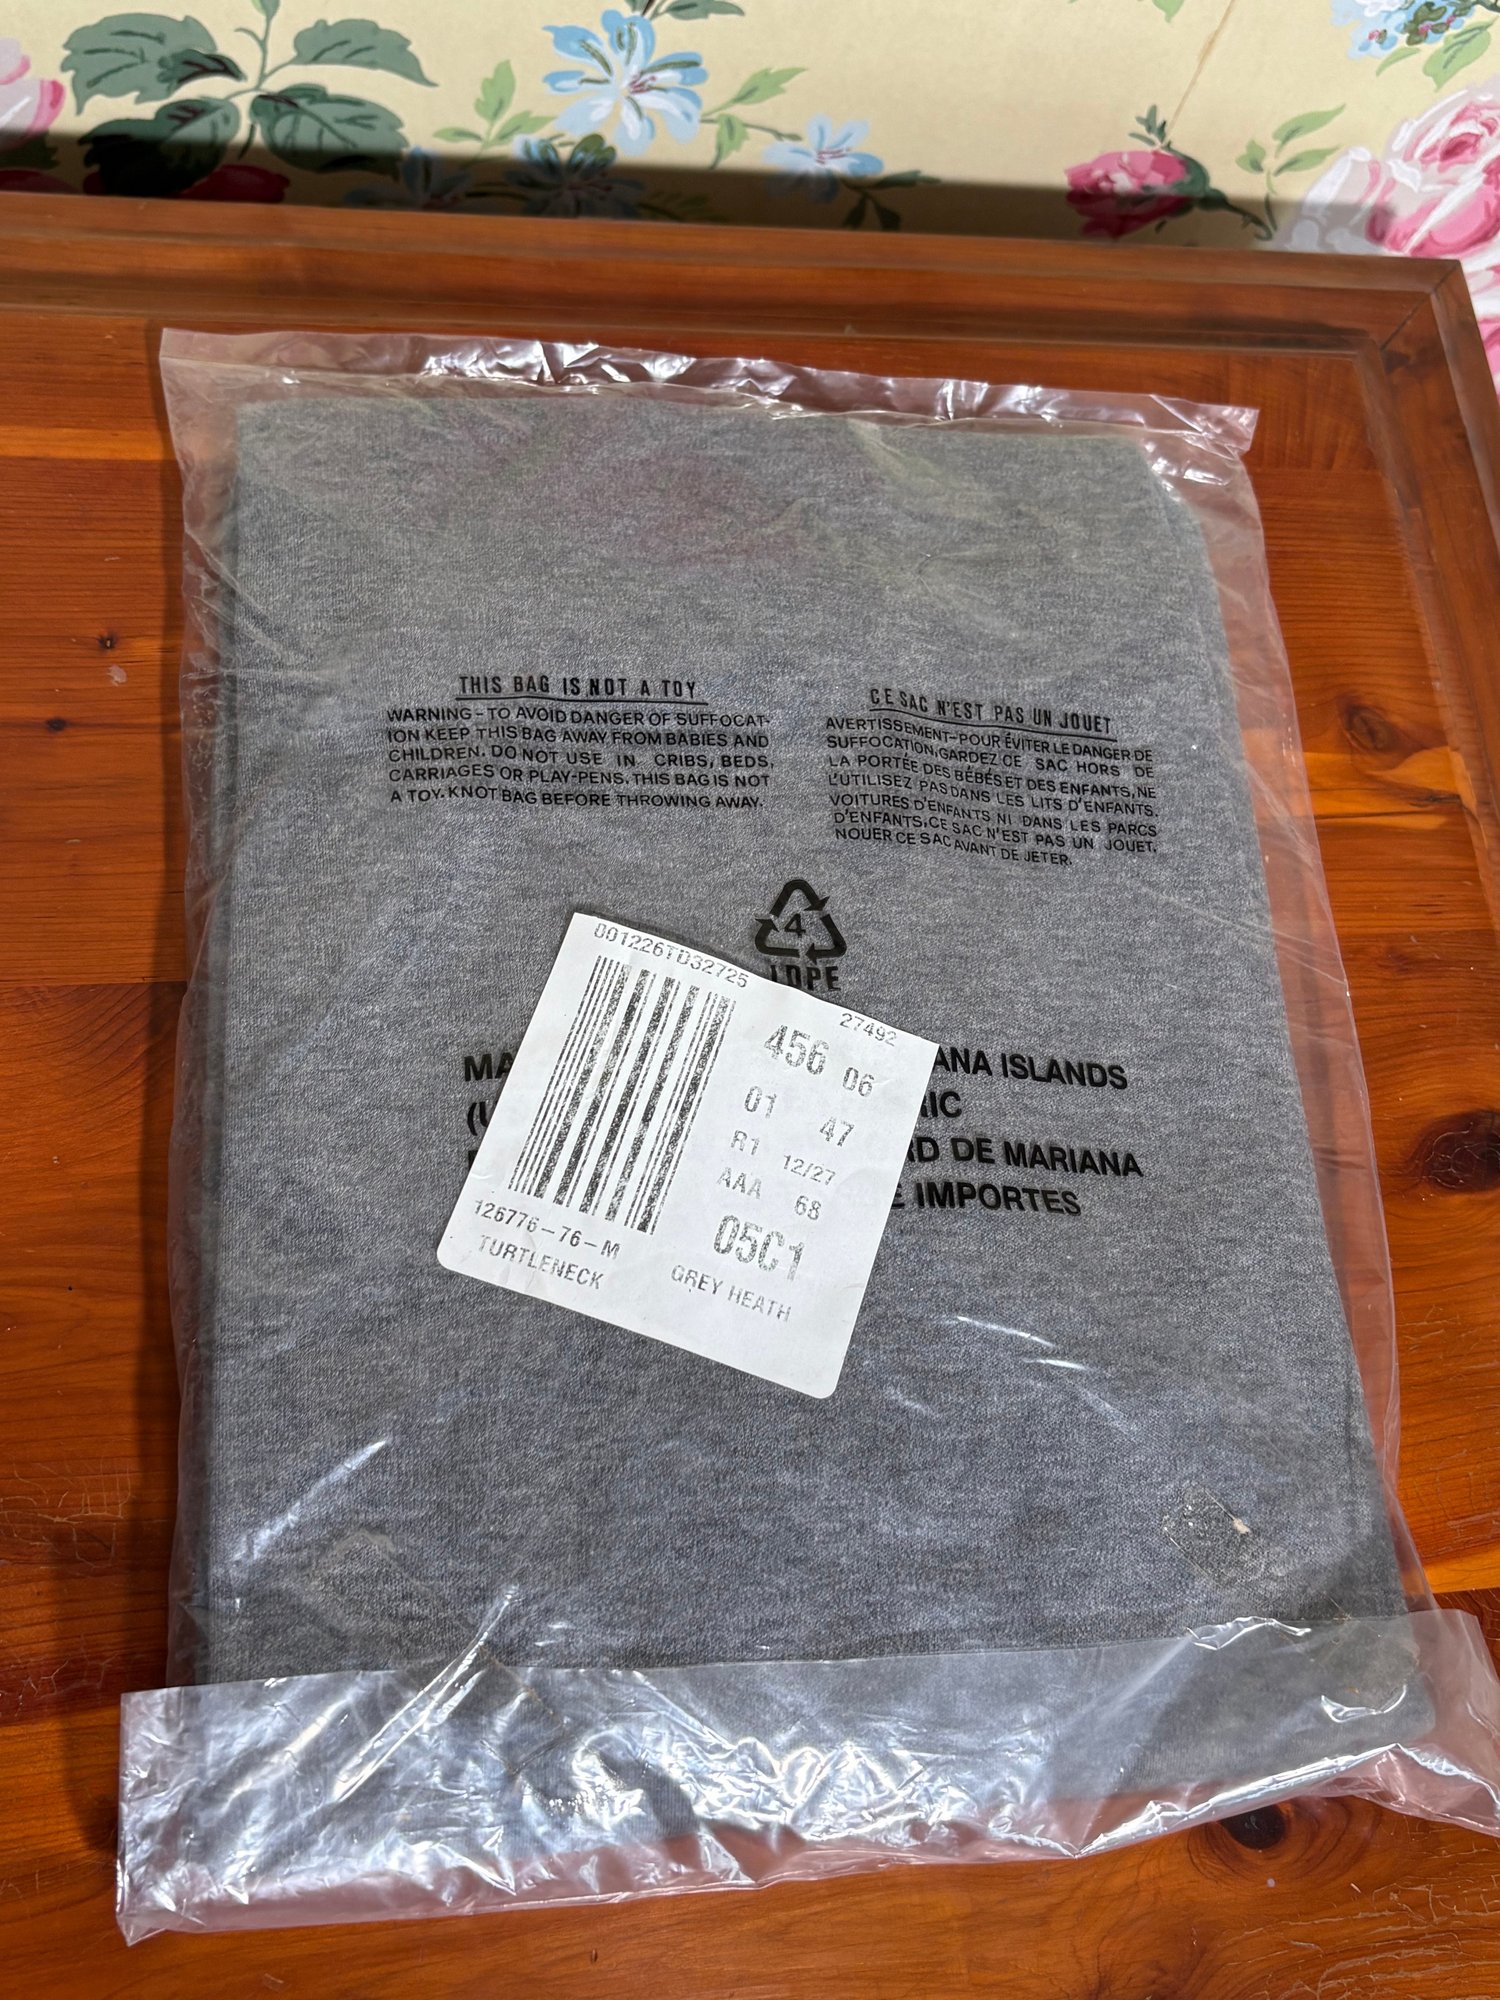 THIS BAG IS NOT A TOY
WARNING - TO AVOID DANGER OF SUFFOCAT-
ION KEEP THIS BAG AWAY FROM BABIES AND
CHILDREN. DO NOT USE IN CRIBS, BEDS,
CARRIAGES OR PLAY-PENS. THIS BAG IS NOT
A TOY. KNOT BAG BEFORE THROWING AWAY.
CE SAC N'EST PAS UN JOUET
AVERTISSEMENT-POUR ÉVITER LE DANGER DE
SUFFOCATION, GARDEZ CE SAC HORS DE
LA PORTÉE DES BÉBÉS ET DES ENFANTS, NE
L'UTILISEZ PAS DANS LES LITS D'ENFANTS.
VOITURES D'ENFANTS NI DANS LES PARCS
D'ENFANTS. CE SAC N'EST PAS UN JOUET.
NOUER CE SAC AVANT DE JETER.
4
LDPE
001226TD32725
27492
456 06
01 47
R1 12/27
AAA 68
05C1
126776-76-M
TURTLENECK GREY HEATH
MA
ANA ISLANDS
(U
RIC
RD DE MARIANA
E IMPORTES